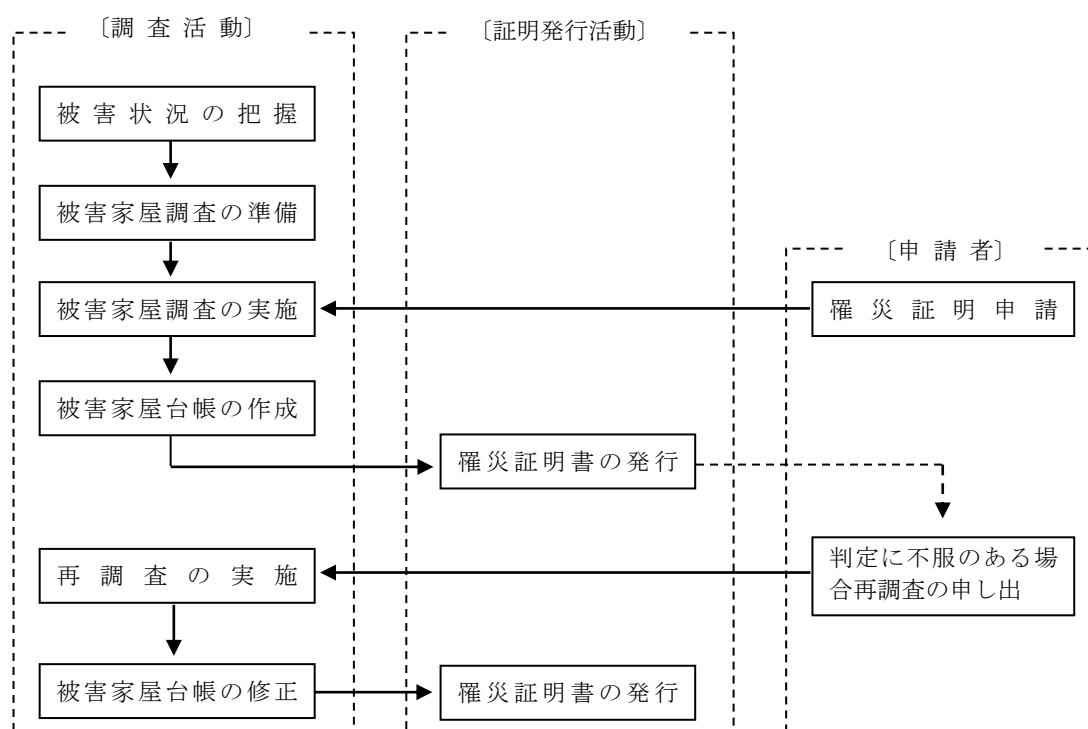 〔調査活動〕
〔証明発行活動〕
被害状況の把握
被害家屋調査の準備
〔申請者〕
被害家屋調査の実施
罹災証明申請
被害家屋台帳の作成
罹災証明書の発行
判定に不服のある場
合再調査の申し出
再調査の実施
被害家屋台帳の修正
罹災証明書の発行